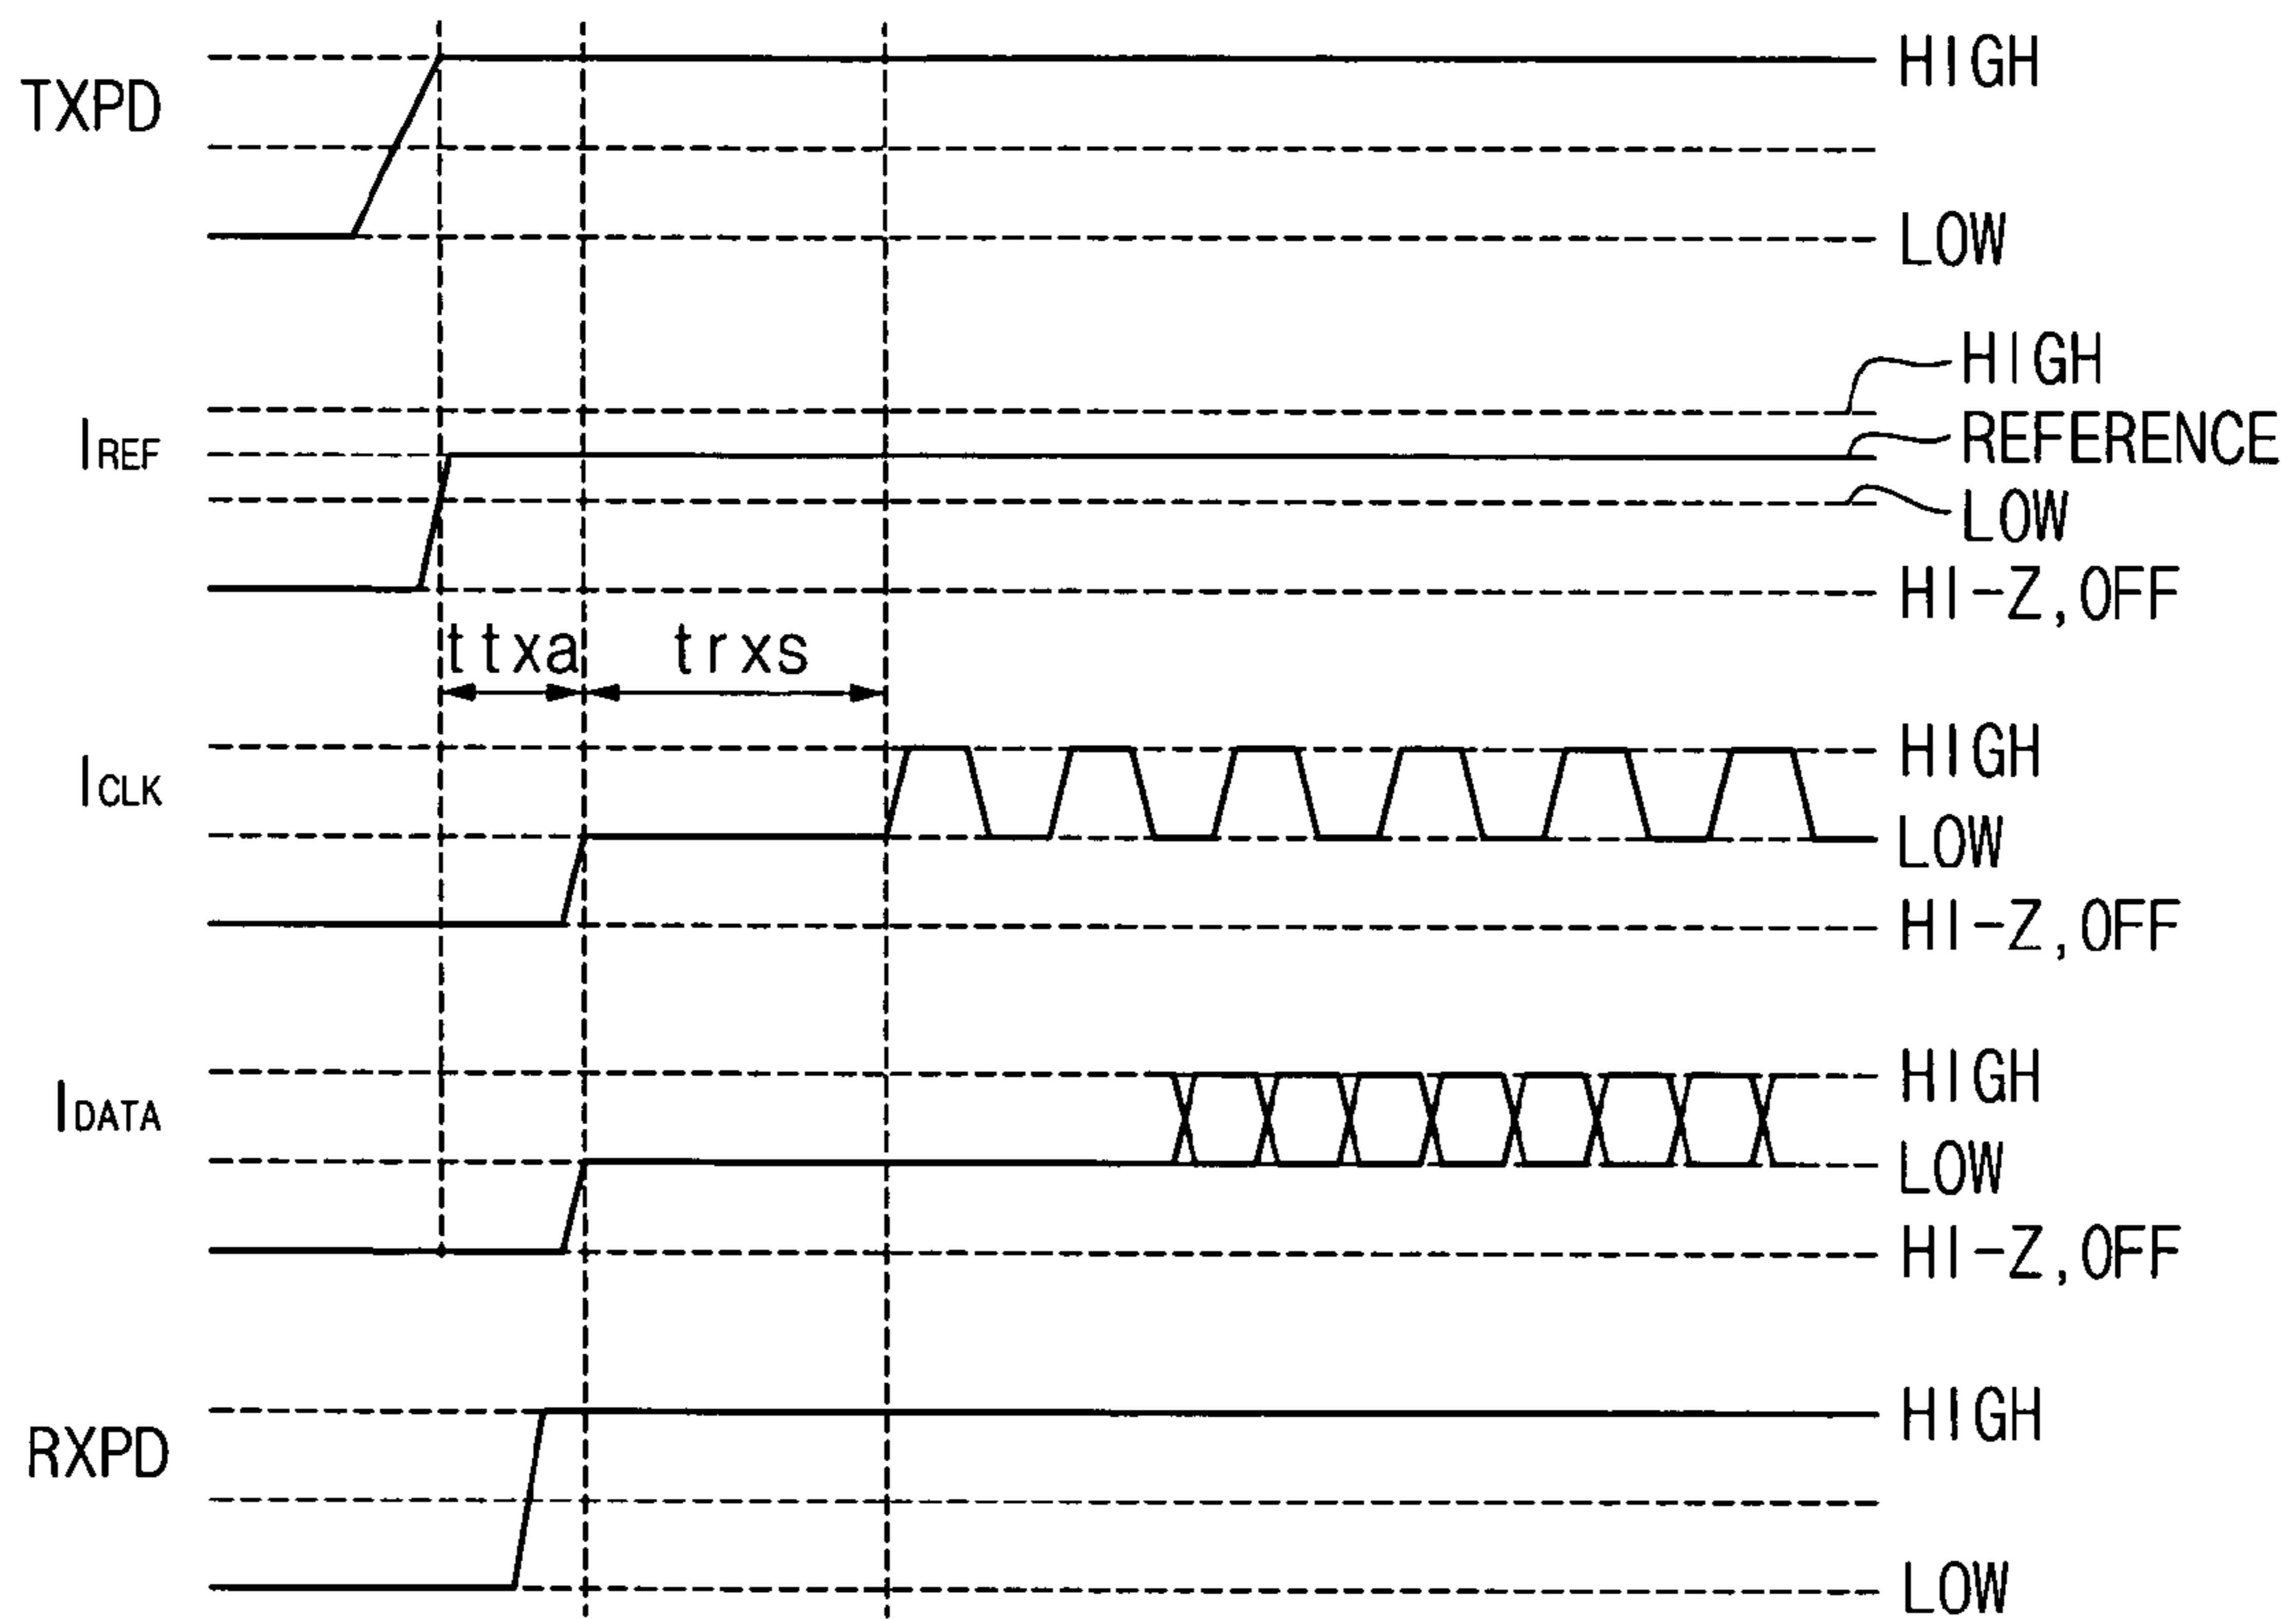 HIGH
TXPD
LOW
HIGH
IREF
REFERENCE
LOW
HI-Z,OFF
ttxa
trxs
HIGH
ICLK
LOW
HI-Z,OFF
HIGH
IDATA
LOW
HI-Z,OFF
HIGH
RXPD
LOW